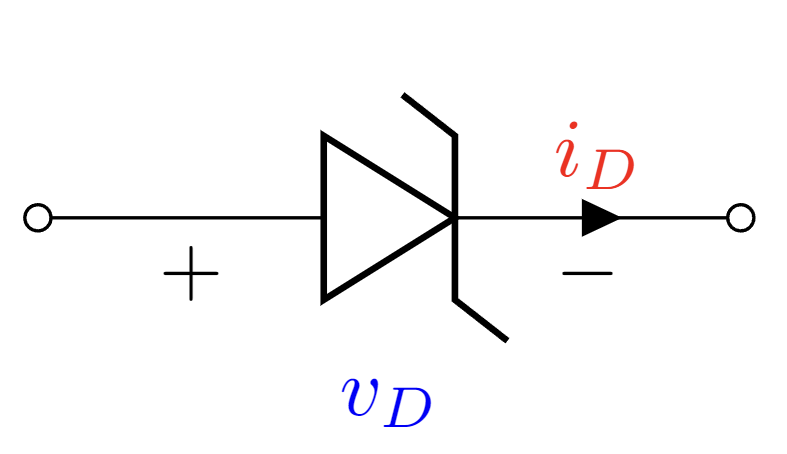 i_D
+ −
v_D